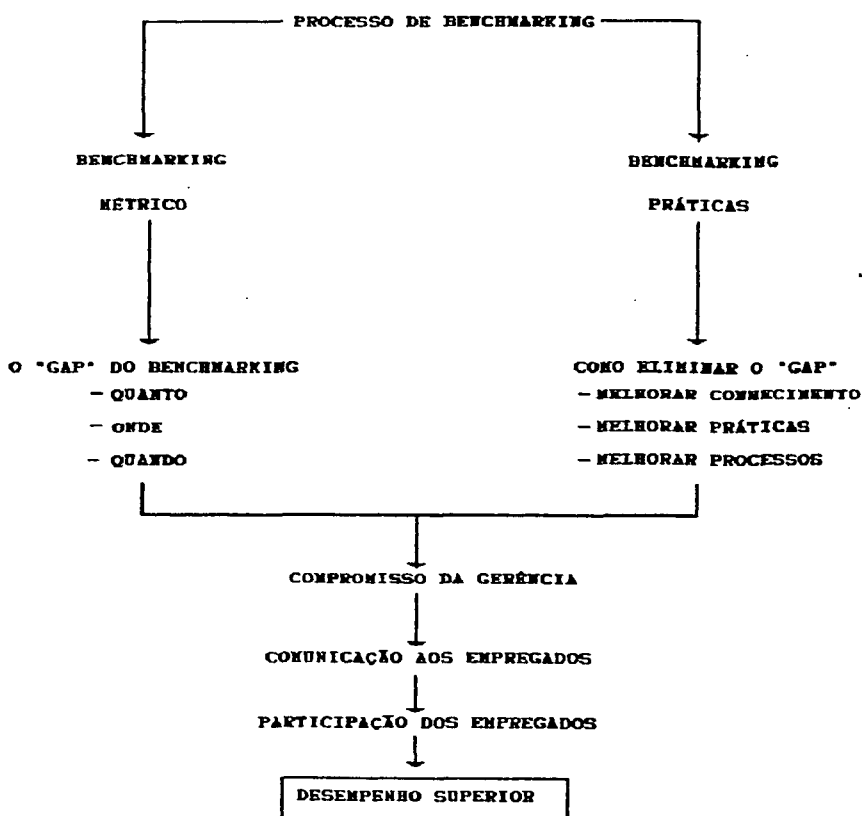 PROCESSO DE BENCHMARKING
BENCHMARKING
MÉTRICO
BENCHMARKING
PRÁTICAS
O "GAP" DO BENCHMARKING
- QUANTO
- ONDE
- QUANDO
COMO ELIMINAR O "GAP"
- MELHORAR CONHECIMENTO
- MELHORAR PRÁTICAS
- MELHORAR PROCESSOS
COMPROMISSO DA GERÊNCIA
COMUNICAÇÃO AOS EMPREGADOS
PARTICIPAÇÃO DOS EMPREGADOS
DESEMPENHO SUPERIOR